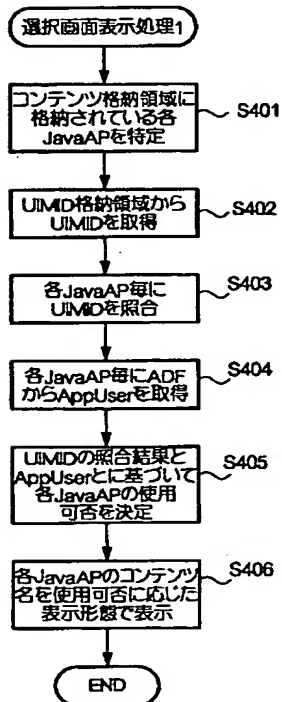 選択画面表示処理1
コンテンツ格納領域に
格納されている各
JavaAPを特定
S401
UIMID格納領域から
UIMIDを取得
S402
各JavaAP毎に
UIMIDを照合
S403
各JavaAP毎にADF
からAppUserを取得
S404
UIMIDの照合結果と
AppUserとに基づいて
各JavaAPの使用
可否を決定
S405
各JavaAPのコンテンツ
名を使用可否に応じた
表示形態で表示
S406
END